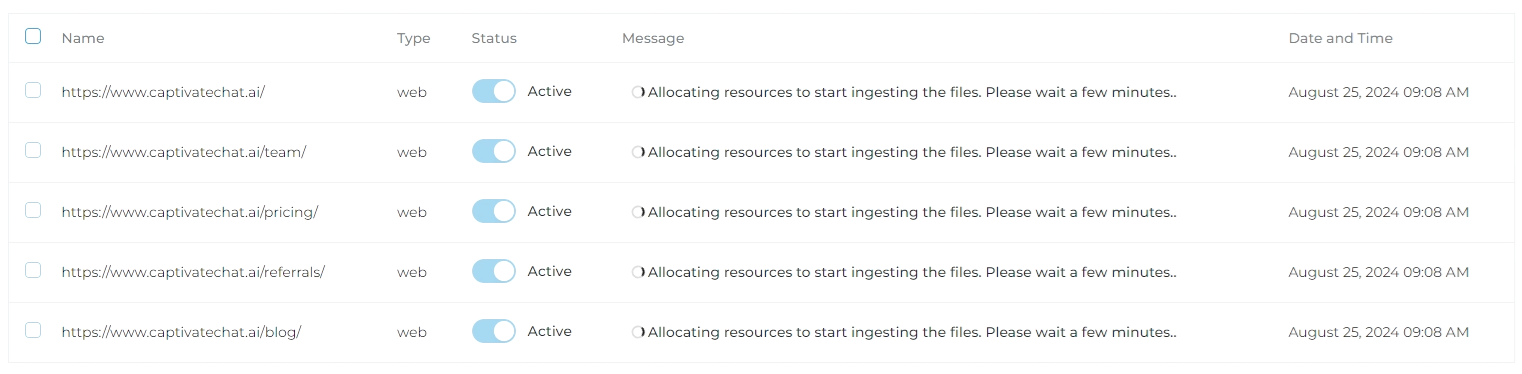 Name Type Status Message Date and Time
https://www.captivatechat.ai/ web Active Allocating resources to start ingesting the files. Please wait a few minutes.. August 25, 2024 09:08 AM
https://www.captivatechat.ai/team/ web Active Allocating resources to start ingesting the files. Please wait a few minutes.. August 25, 2024 09:08 AM
https://www.captivatechat.ai/pricing/ web Active Allocating resources to start ingesting the files. Please wait a few minutes.. August 25, 2024 09:08 AM
https://www.captivatechat.ai/referrals/ web Active Allocating resources to start ingesting the files. Please wait a few minutes.. August 25, 2024 09:08 AM
https://www.captivatechat.ai/blog/ web Active Allocating resources to start ingesting the files. Please wait a few minutes.. August 25, 2024 09:08 AM